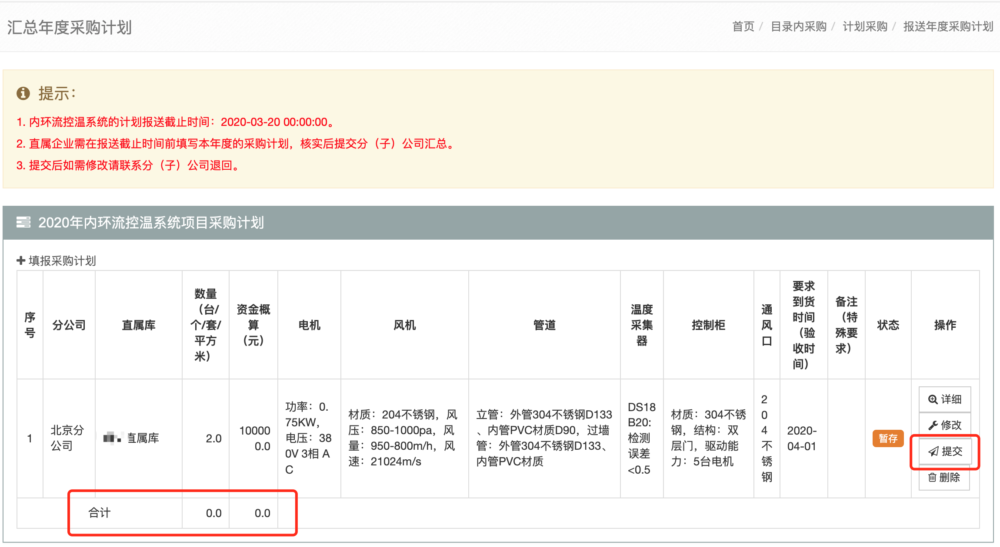 汇总年度采购计划
首页 / 目录内采购 / 计划采购 / 报送年度采购计划
提示：
1. 内环流控温系统的计划报送截止时间：2020-03-20 00:00:00。
2. 直属企业需在报送截止时间前填写本年度的采购计划，核实后提交分（子）公司汇总。
3. 提交后如需修改请联系分（子）公司退回。
2020年内环流控温系统项目采购计划
填报采购计划
序
号
分公司
直属库
数量
（台/
个/套/
平方
米）
资金概
算
（元）
电机
风机
管道
温度
采集
器
控制柜
通
风
口
要求
到货
时间
（验
收时
间）
备注
（特
殊要
求）
状态
操作
1
北京分
公司
直属库
2.0
10000
0.0
功率：0.
75KW，
电压：38
0V 3相 A
C
材质：204不锈钢，风
压：850-1000pa，风
量：950-800m/h，风
速：21024m/s
立管：外管304不锈钢D133
、内管PVC材质D90，过墙
管：外管304不锈钢D133、
内管PVC材质
DS18
B20:
检测
误差
<0.5
材质：304不锈
钢，结构：双
层门，驱动能
力：5台电机
2
0
4
不
锈
钢
2020-
04-01
暂存
详细
修改
提交
删除
合计
0.0
0.0